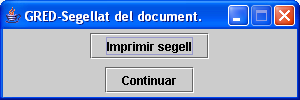 GRED-Segellat del document.
Imprimir segell
Continuar